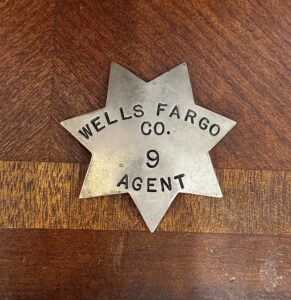 WELLS FARGO
CO.
9
AGENT